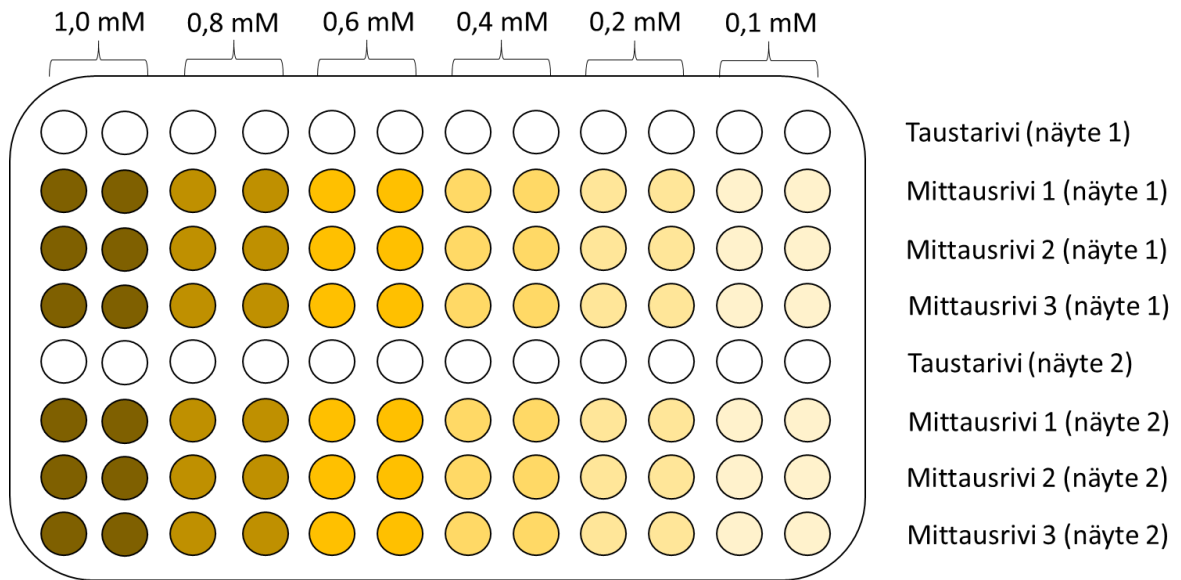 1,0 mM 0,8 mM 0,6 mM 0,4 mM 0,2 mM 0,1 mM
Taustarivi (näyte 1)
Mittausrivi 1 (näyte 1)
Mittausrivi 2 (näyte 1)
Mittausrivi 3 (näyte 1)
Taustarivi (näyte 2)
Mittausrivi 1 (näyte 2)
Mittausrivi 2 (näyte 2)
Mittausrivi 3 (näyte 2)